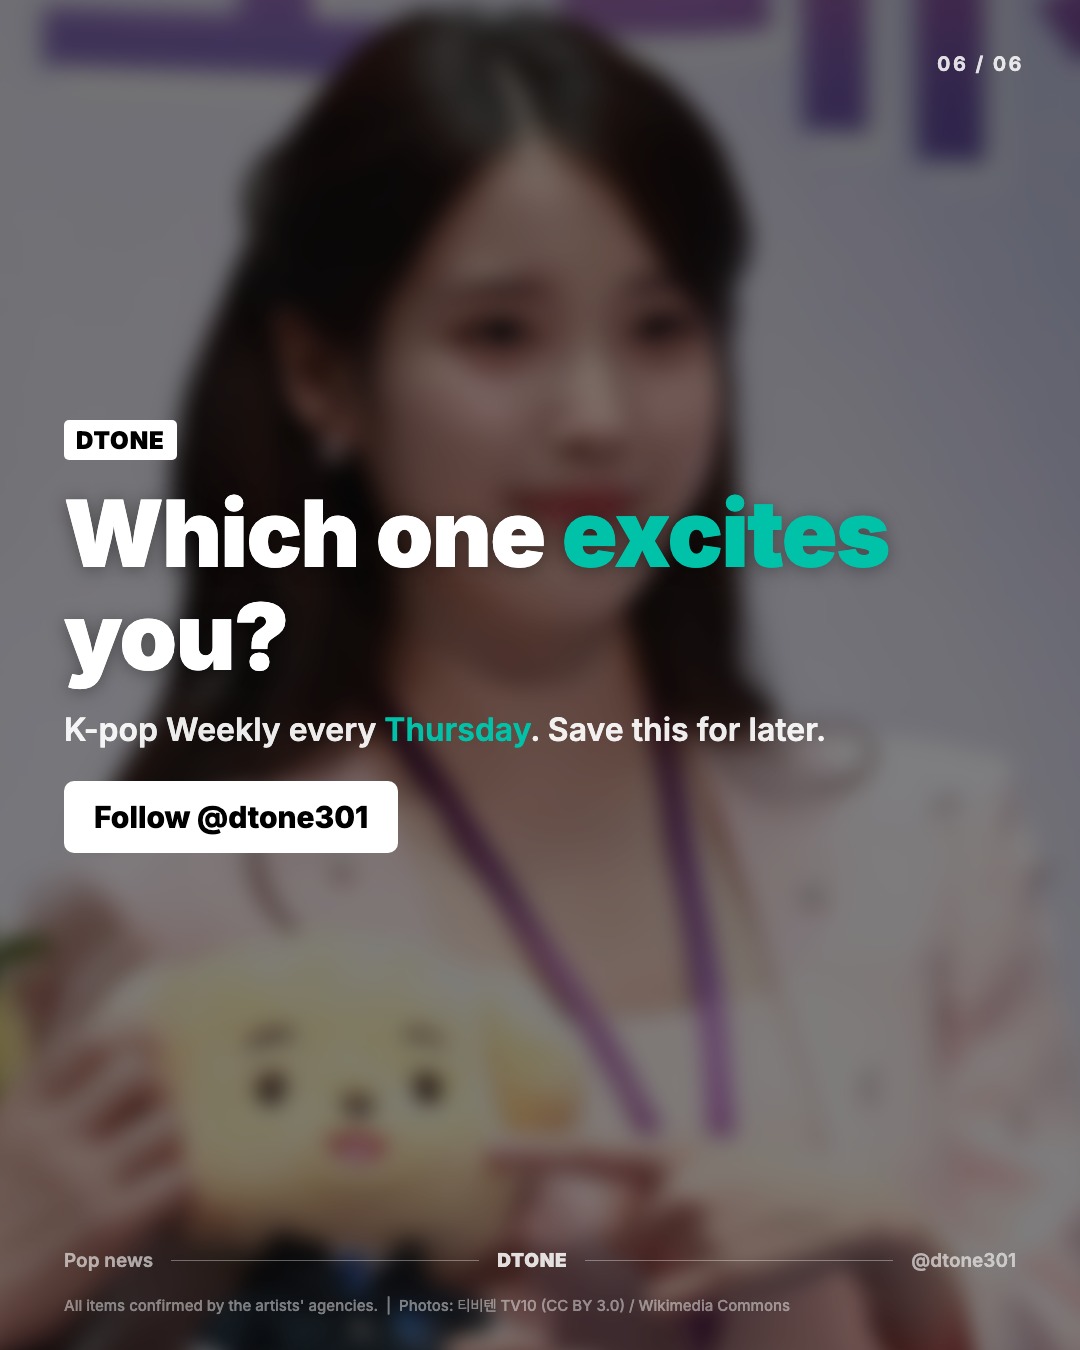 06 / 06
DTONE
Which one excites
you?
K-pop Weekly every Thursday. Save this for later.
Follow @dtone301
Pop news
DTONE
@dtone301
All items confirmed by the artists' agencies. | Photos: 티비텐 TV10 (CC BY 3.0) / Wikimedia Commons